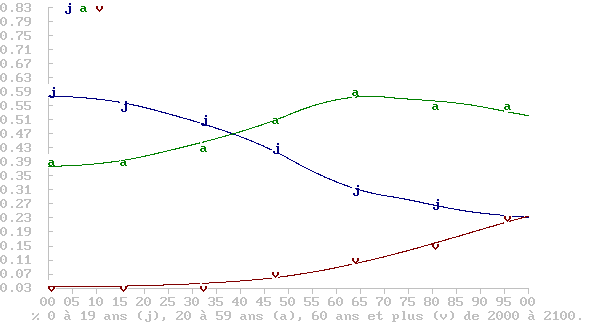 0.83 j a v
0.79
0.75
0.71
0.67
0.63
0.59 j a
0.55 j a a
0.51 j a
0.47
0.43 a j
0.39 a a
0.35
0.31 j
0.27 j
0.23 v
0.19
0.15 v
0.11 v
0.07 v
0.03 v v v
00 05 10 15 20 25 30 35 40 45 50 55 60 65 70 75 80 85 90 95 00
% 0 à 19 ans (j), 20 à 59 ans (a), 60 ans et plus (v) de 2000 à 2100.